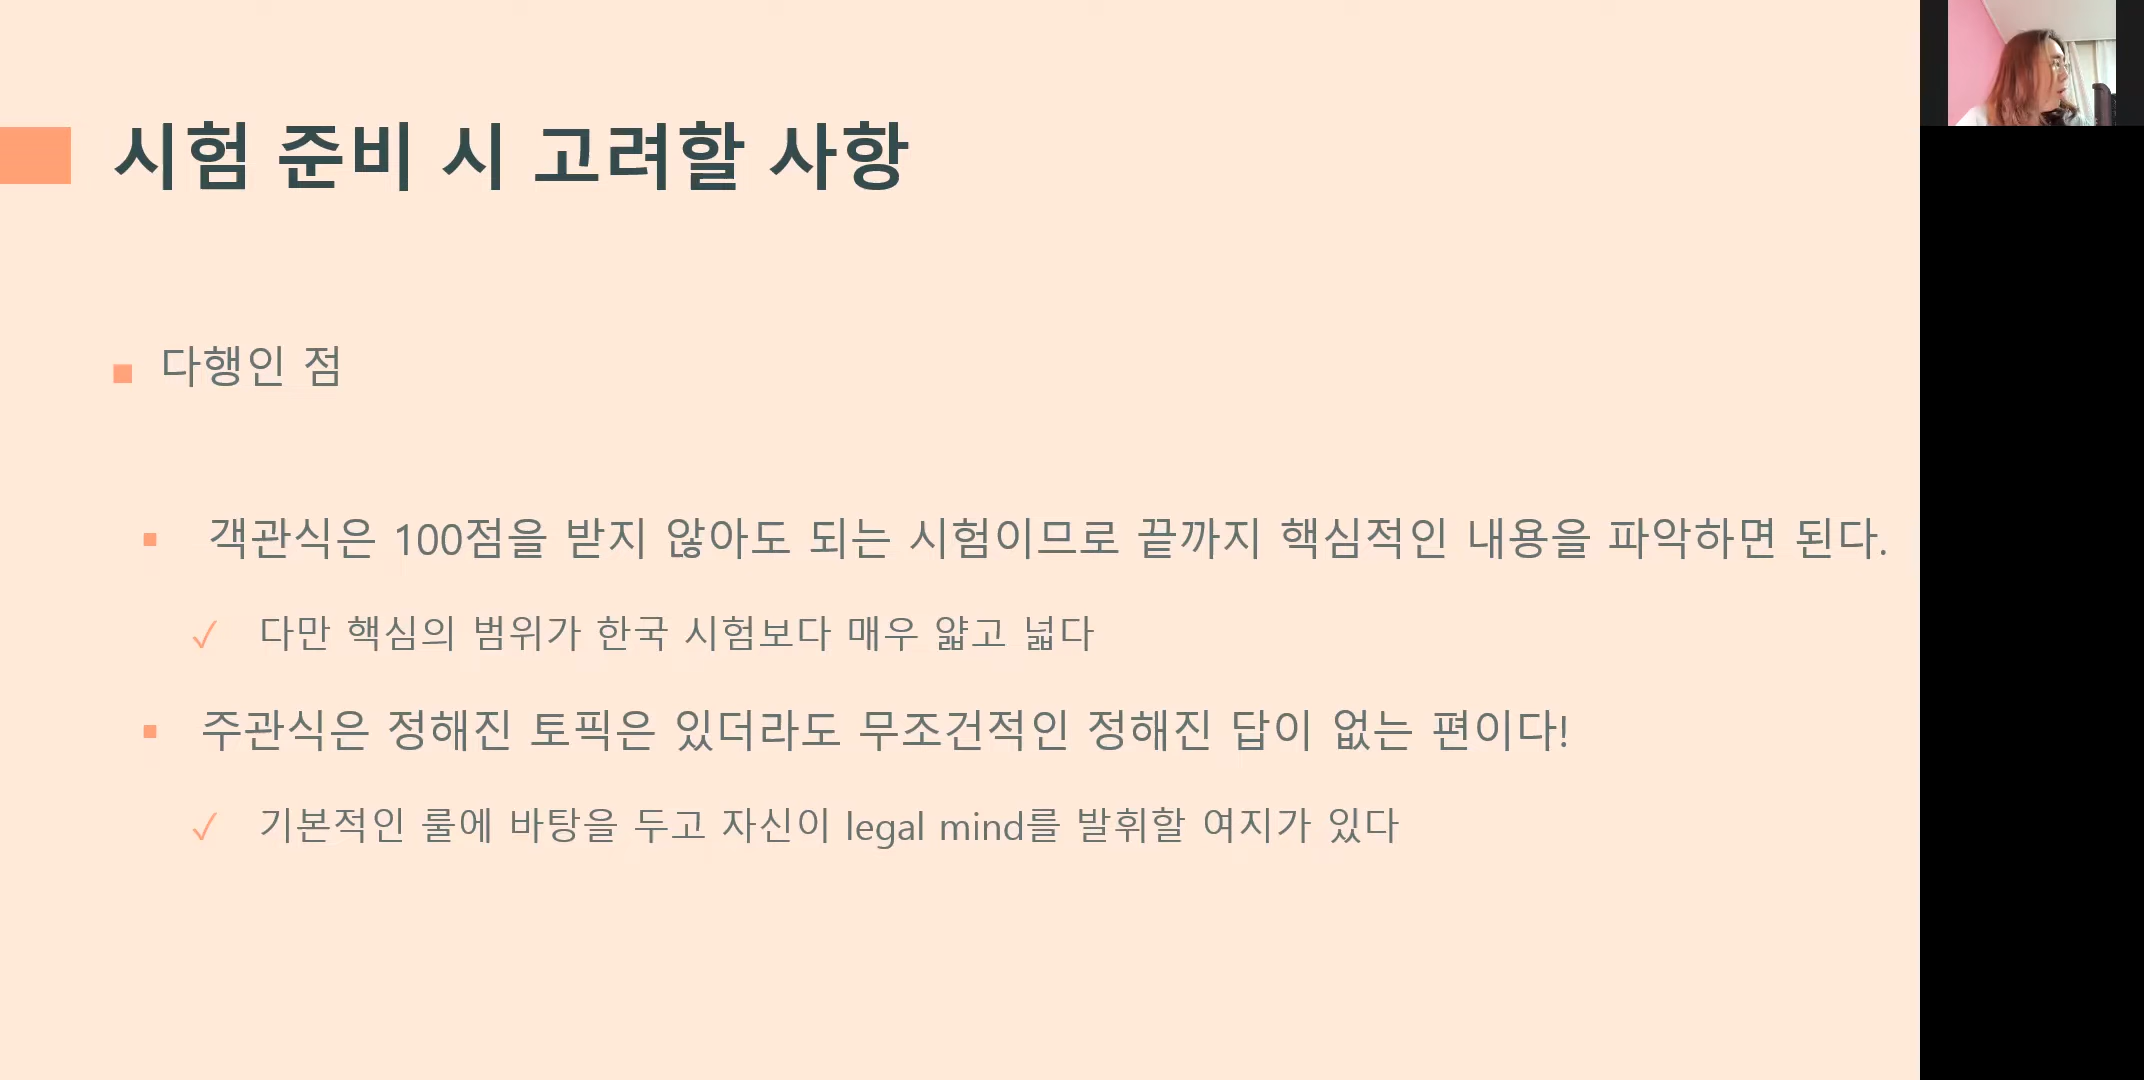 시험 준비 시 고려할 사항
다행인 점
객관식은 100점을 받지 않아도 되는 시험이므로 끝까지 핵심적인 내용을 파악하면 된다.
다만 핵심의 범위가 한국 시험보다 매우 얇고 넓다
주관식은 정해진 토픽은 있더라도 무조건적인 정해진 답이 없는 편이다!
기본적인 룰에 바탕을 두고 자신이 legal mind를 발휘할 여지가 있다